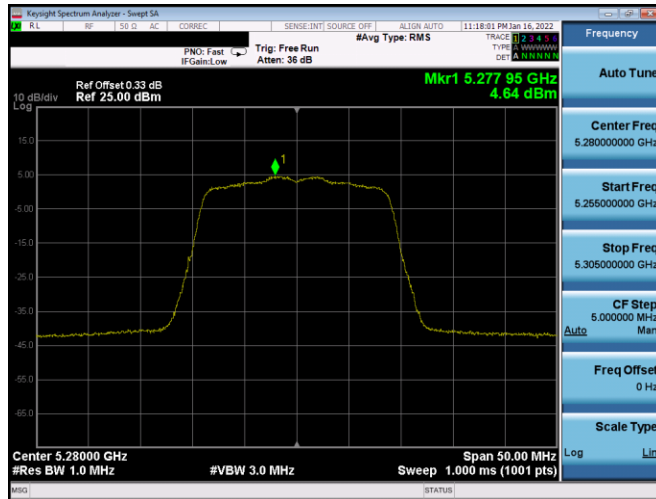 Keysight Spectrum Analyzer - Swept SA
RL RF 50 Ω AC CORREC SENSE:INT SOURCE OFF ALIGN AUTO 11:18:01 PM Jan 16, 2022
#Avg Type: RMS
TRACE 1 2 3 4 5 6
TYPE A WWWWW
DET A N N N N N
PNO: Fast
IFGain:Low
Trig: Free Run
Atten: 36 dB
Frequency
Auto Tune
Mkr1 5.277 95 GHz
4.64 dBm
Ref Offset 0.33 dB
Ref 25.00 dBm
10 dB/div
Log
1
15.0
5.00
-5.00
-15.0
-25.0
-35.0
-45.0
-55.0
-65.0
Center Freq
5.280000000 GHz
Start Freq
5.255000000 GHz
Stop Freq
5.305000000 GHz
CF Step
5.000000 MHz
Auto Man
Freq Offset
0 Hz
Scale Type
Log Lin
Center 5.28000 GHz
Span 50.00 MHz
#Res BW 1.0 MHz
#VBW 3.0 MHz
Sweep 1.000 ms (1001 pts)
MSG
STATUS